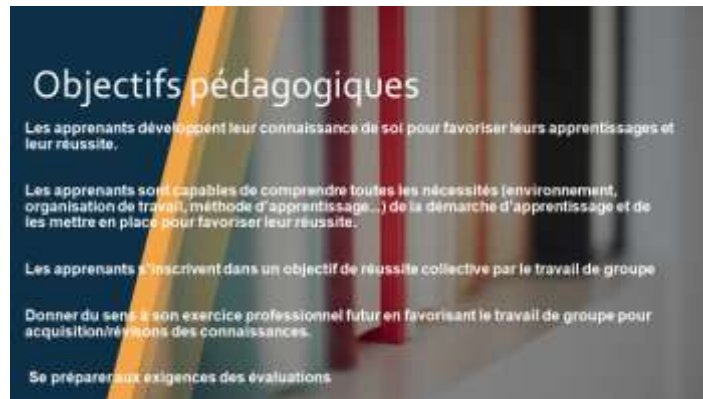 Objectifs pédagogiques
Les apprenants développent leur connaissance de soi pour favoriser leurs apprentissages et
leur réussite.
Les apprenants sont capables de comprendre toutes les nécessités (environnement,
organisation de travail, méthode d'apprentissage...) de la démarche d'apprentissage et de
les mettre en place pour favoriser leur réussite.
Les apprenants s'inscrivent dans un objectif de réussite collective par le travail de groupe
Donner du sens à son exercice professionnel futur en favorisant le travail de groupe pour
acquisition/révisons des connaissances.
Se préparer aux exigences des évaluations